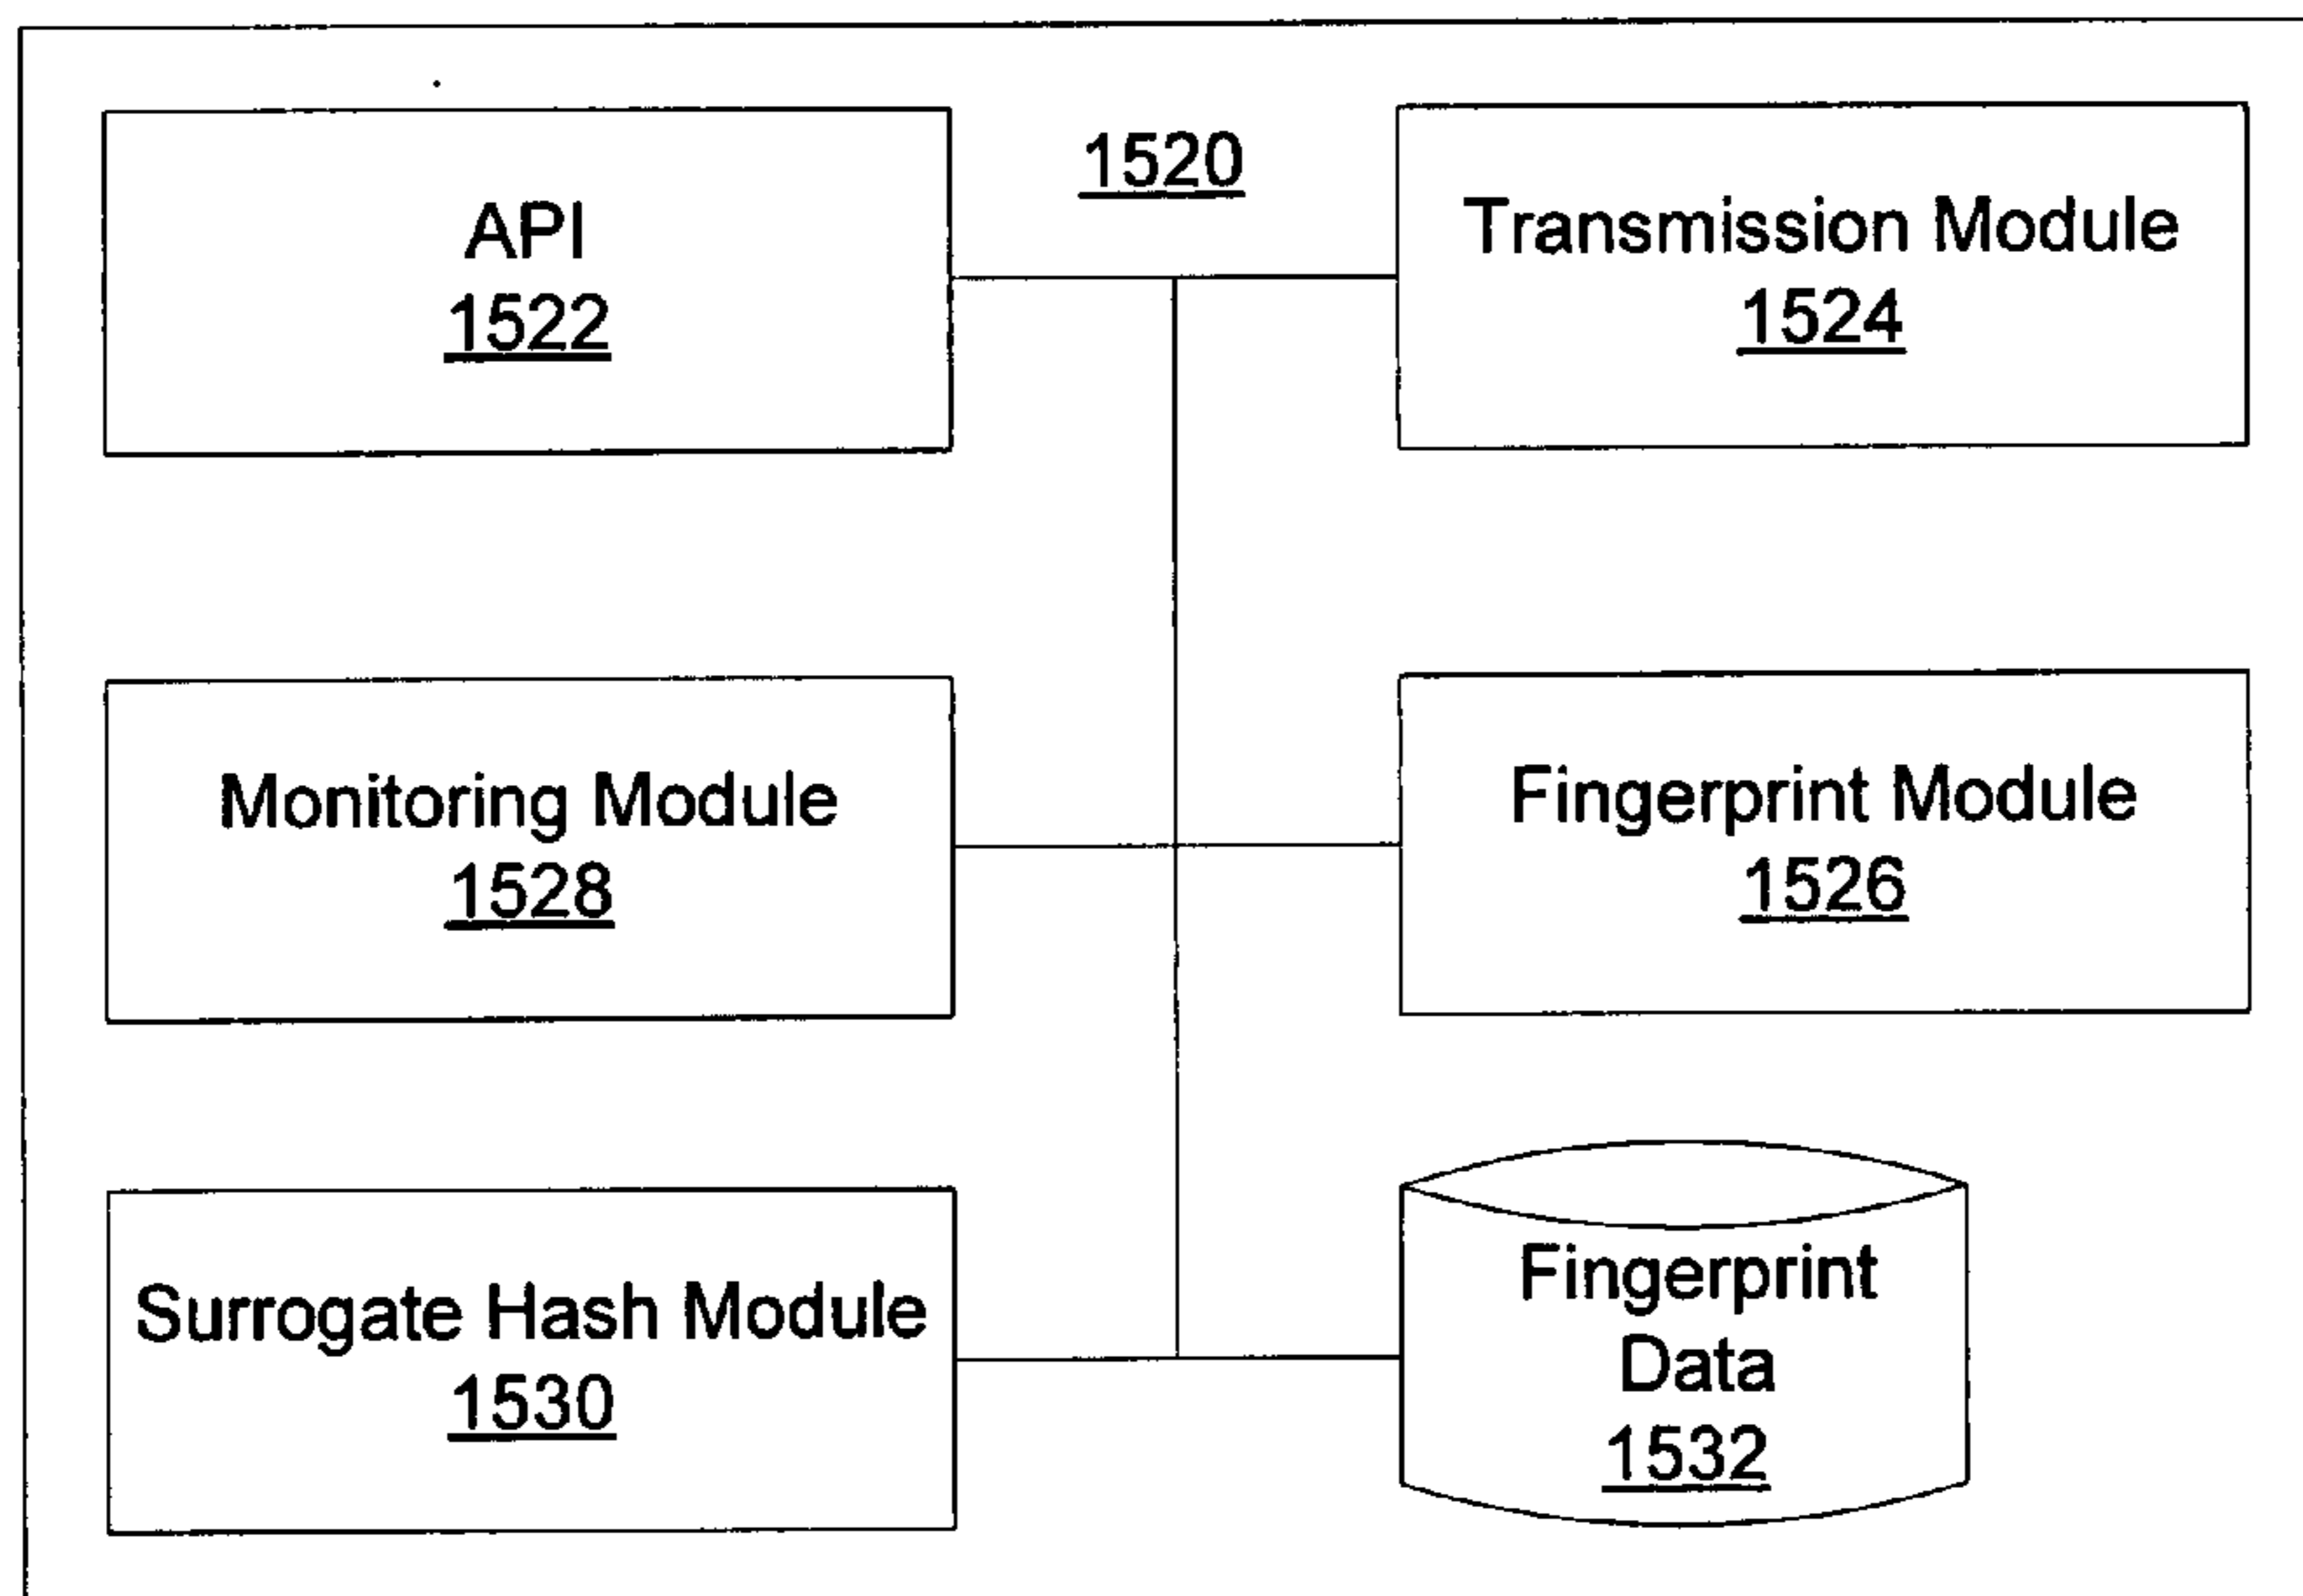 API
1522
1520
Transmission Module
1524
Monitoring Module
1528
Fingerprint Module
1526
Surrogate Hash Module
1530
Fingerprint
Data
1532